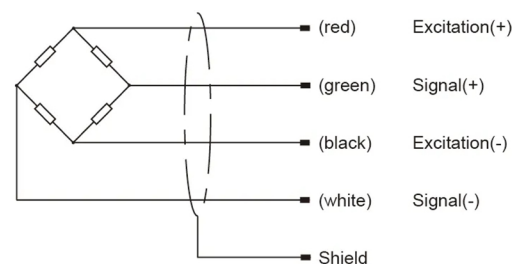 (red) Excitation(+)
(green) Signal(+)
(black) Excitation(-)
(white) Signal(-)
Shield